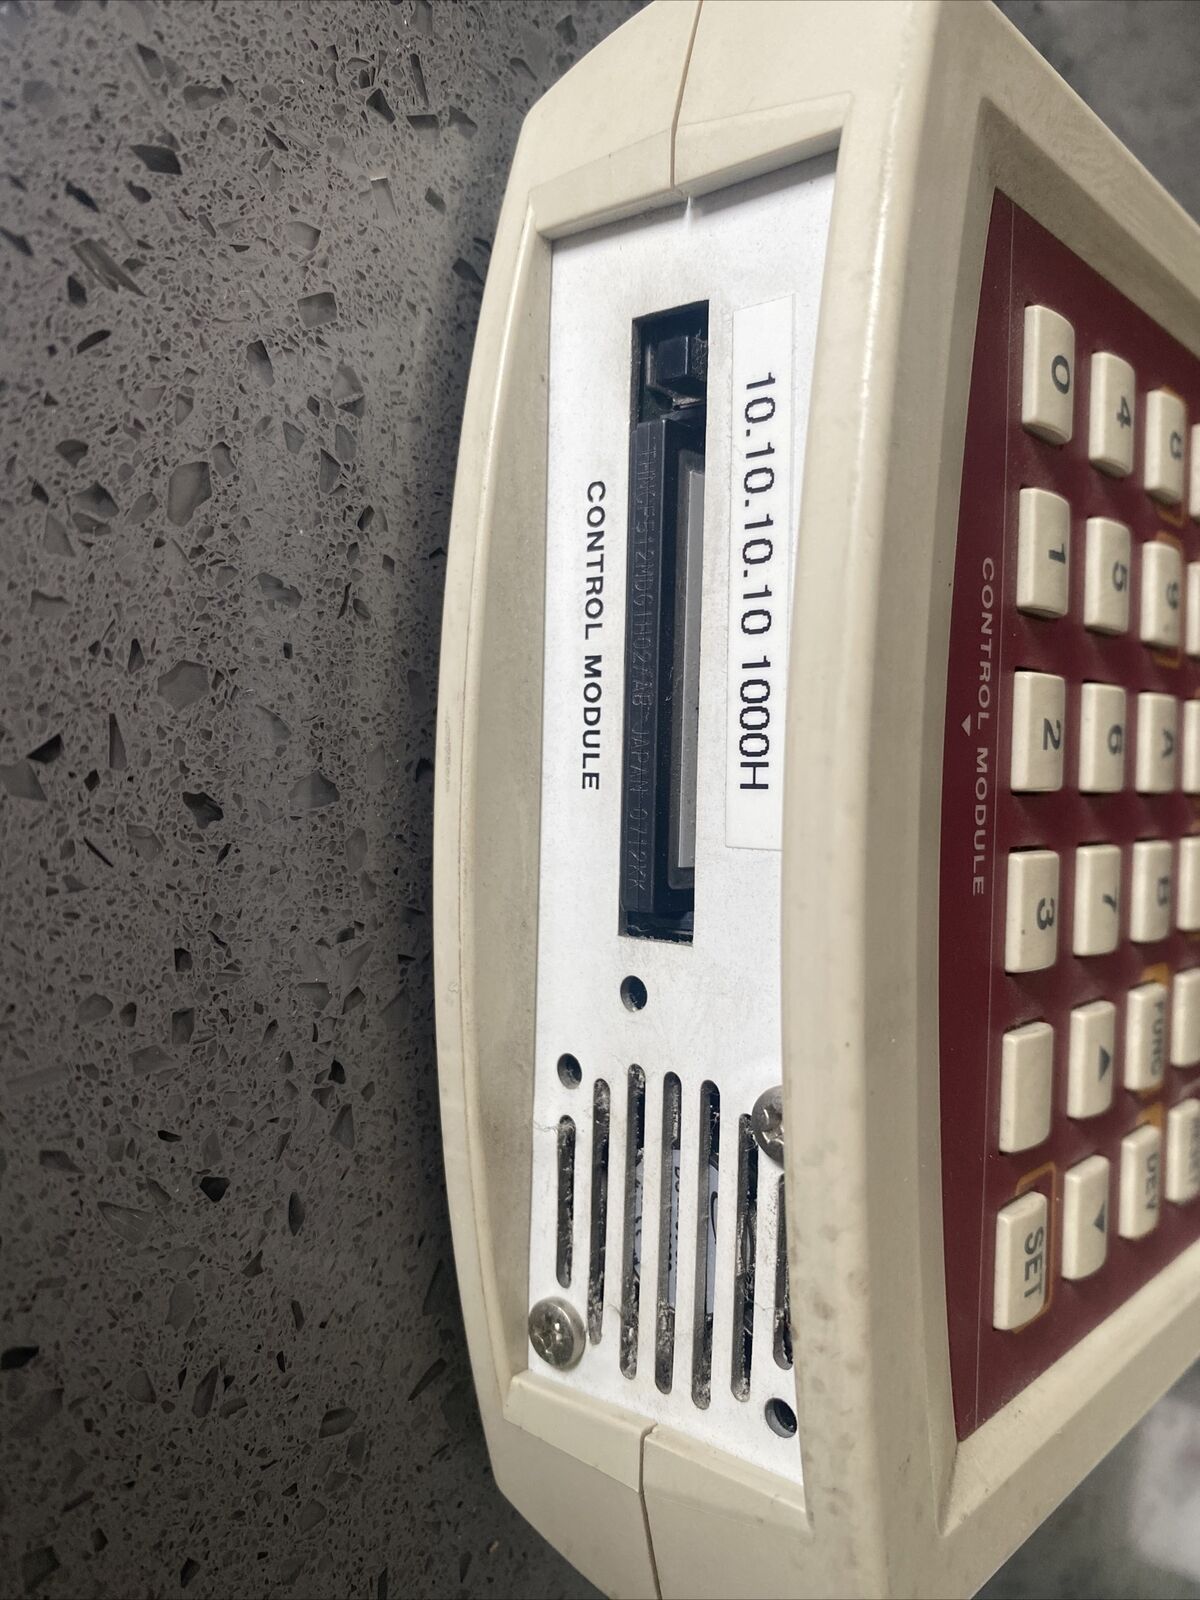 10.10.10.10.10 1000H
CONTROL MODULE
CONTROL MODULE
0 1 2 3 SET
4 5 6 7 ▲ ▼
9 A B FUNC DEV